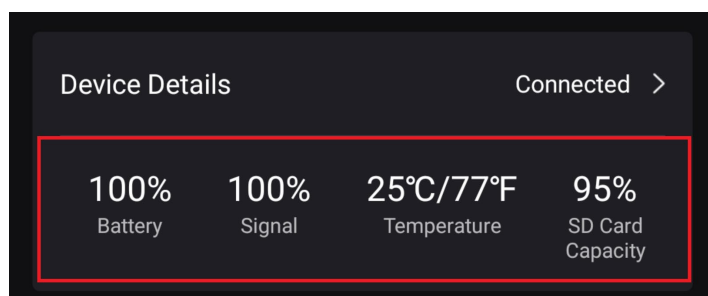 Device Details Connected >
100% 100% 25℃/77℉ 95%
Battery Signal Temperature SD Card
Capacity